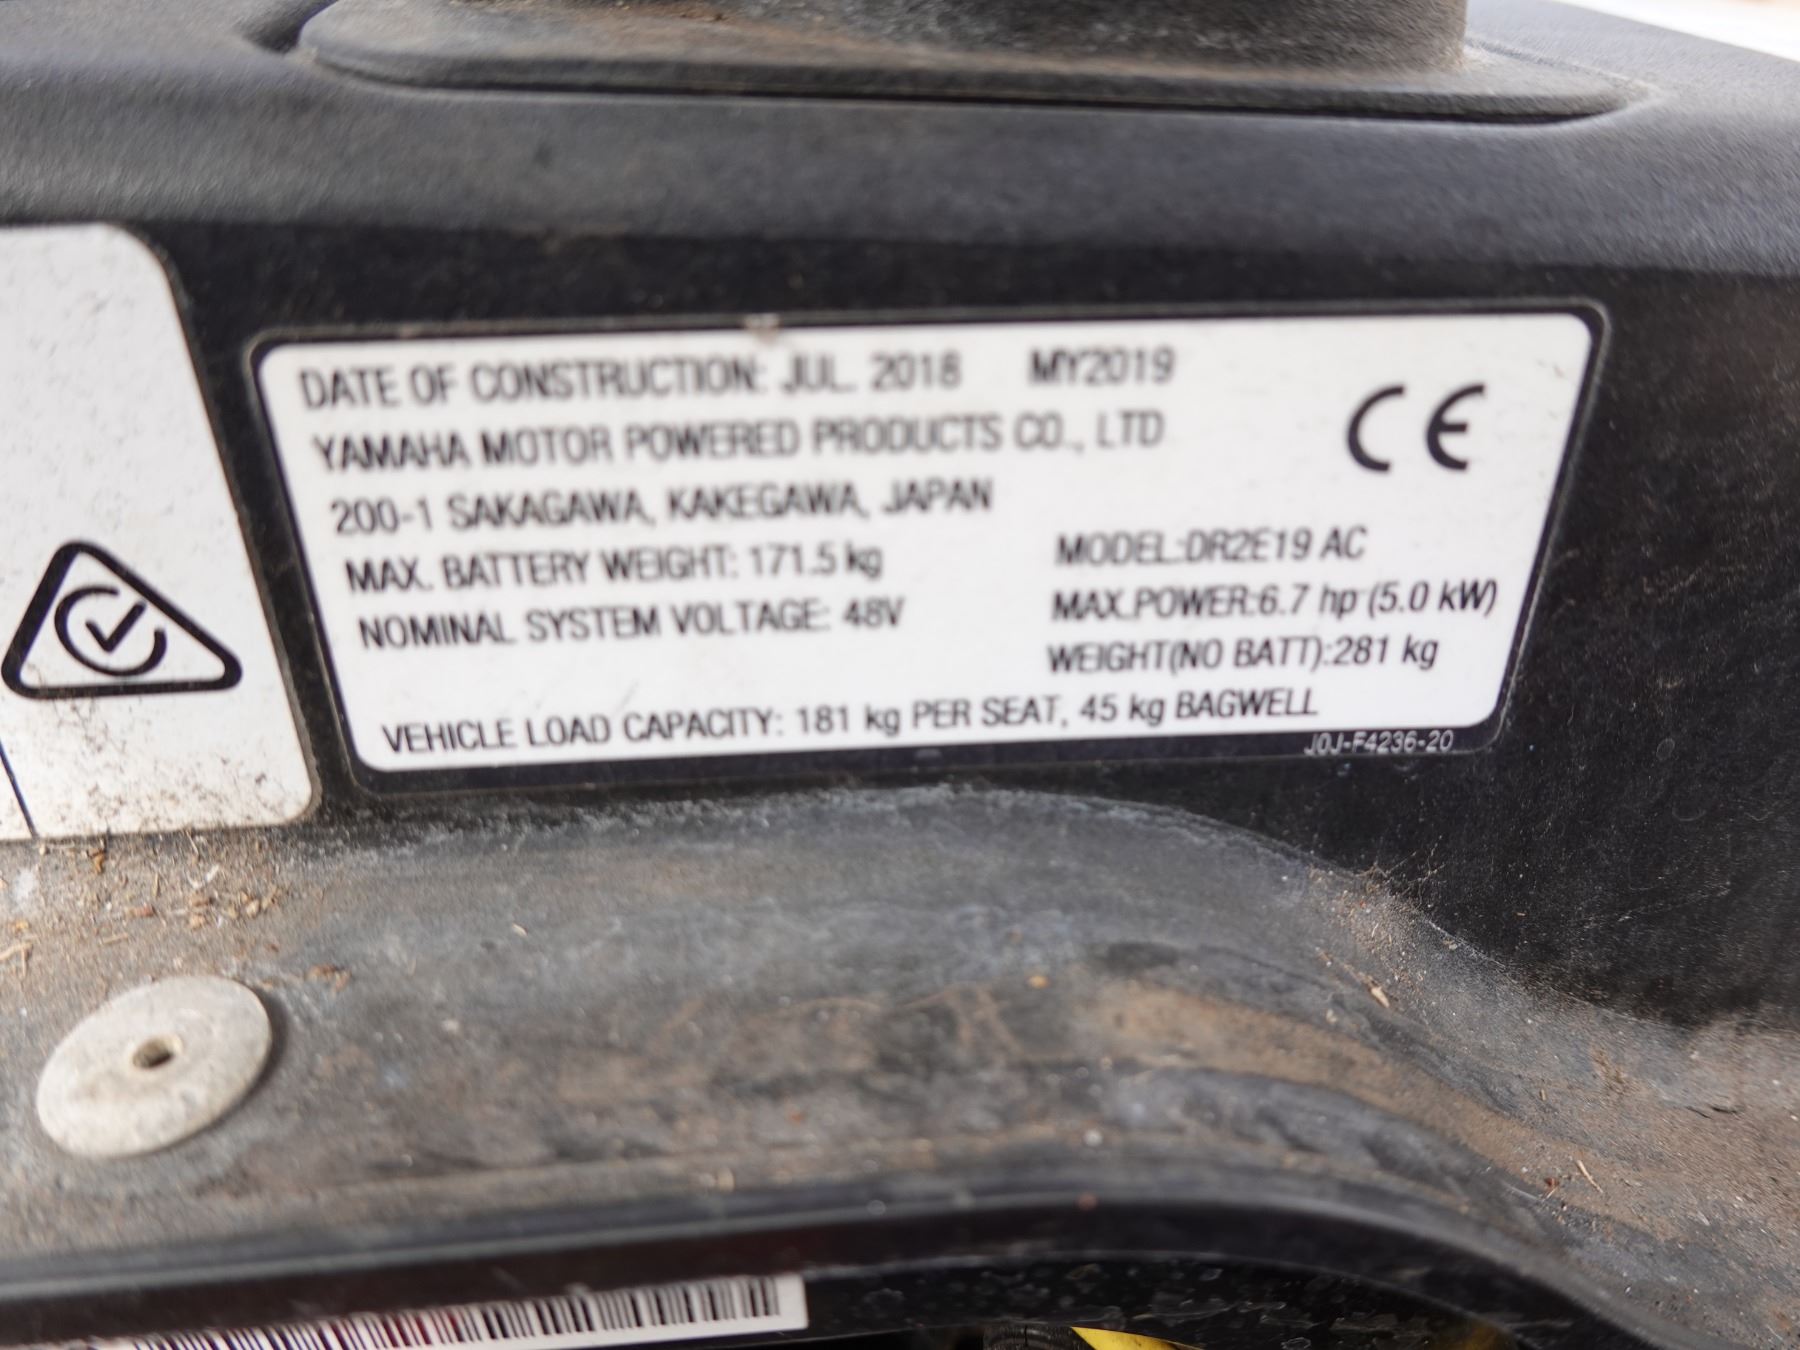 DATE OF CONSTRUCTION: JUL. 2018 MY2019
YAMAHA MOTOR POWERED PRODUCTS CO., LTD
200-1 SAKAGAWA, KAKEGAWA, JAPAN
CE
MAX. BATTERY WEIGHT: 171.5 kg
NOMINAL SYSTEM VOLTAGE: 48V
MODEL:DR2E19 AC
MAX.POWER:6.7 hp (5.0 kW)
WEIGHT(NO BATT):281 kg
VEHICLE LOAD CAPACITY: 181 kg PER SEAT, 45 kg BAGWELL
J0J-F4236-20